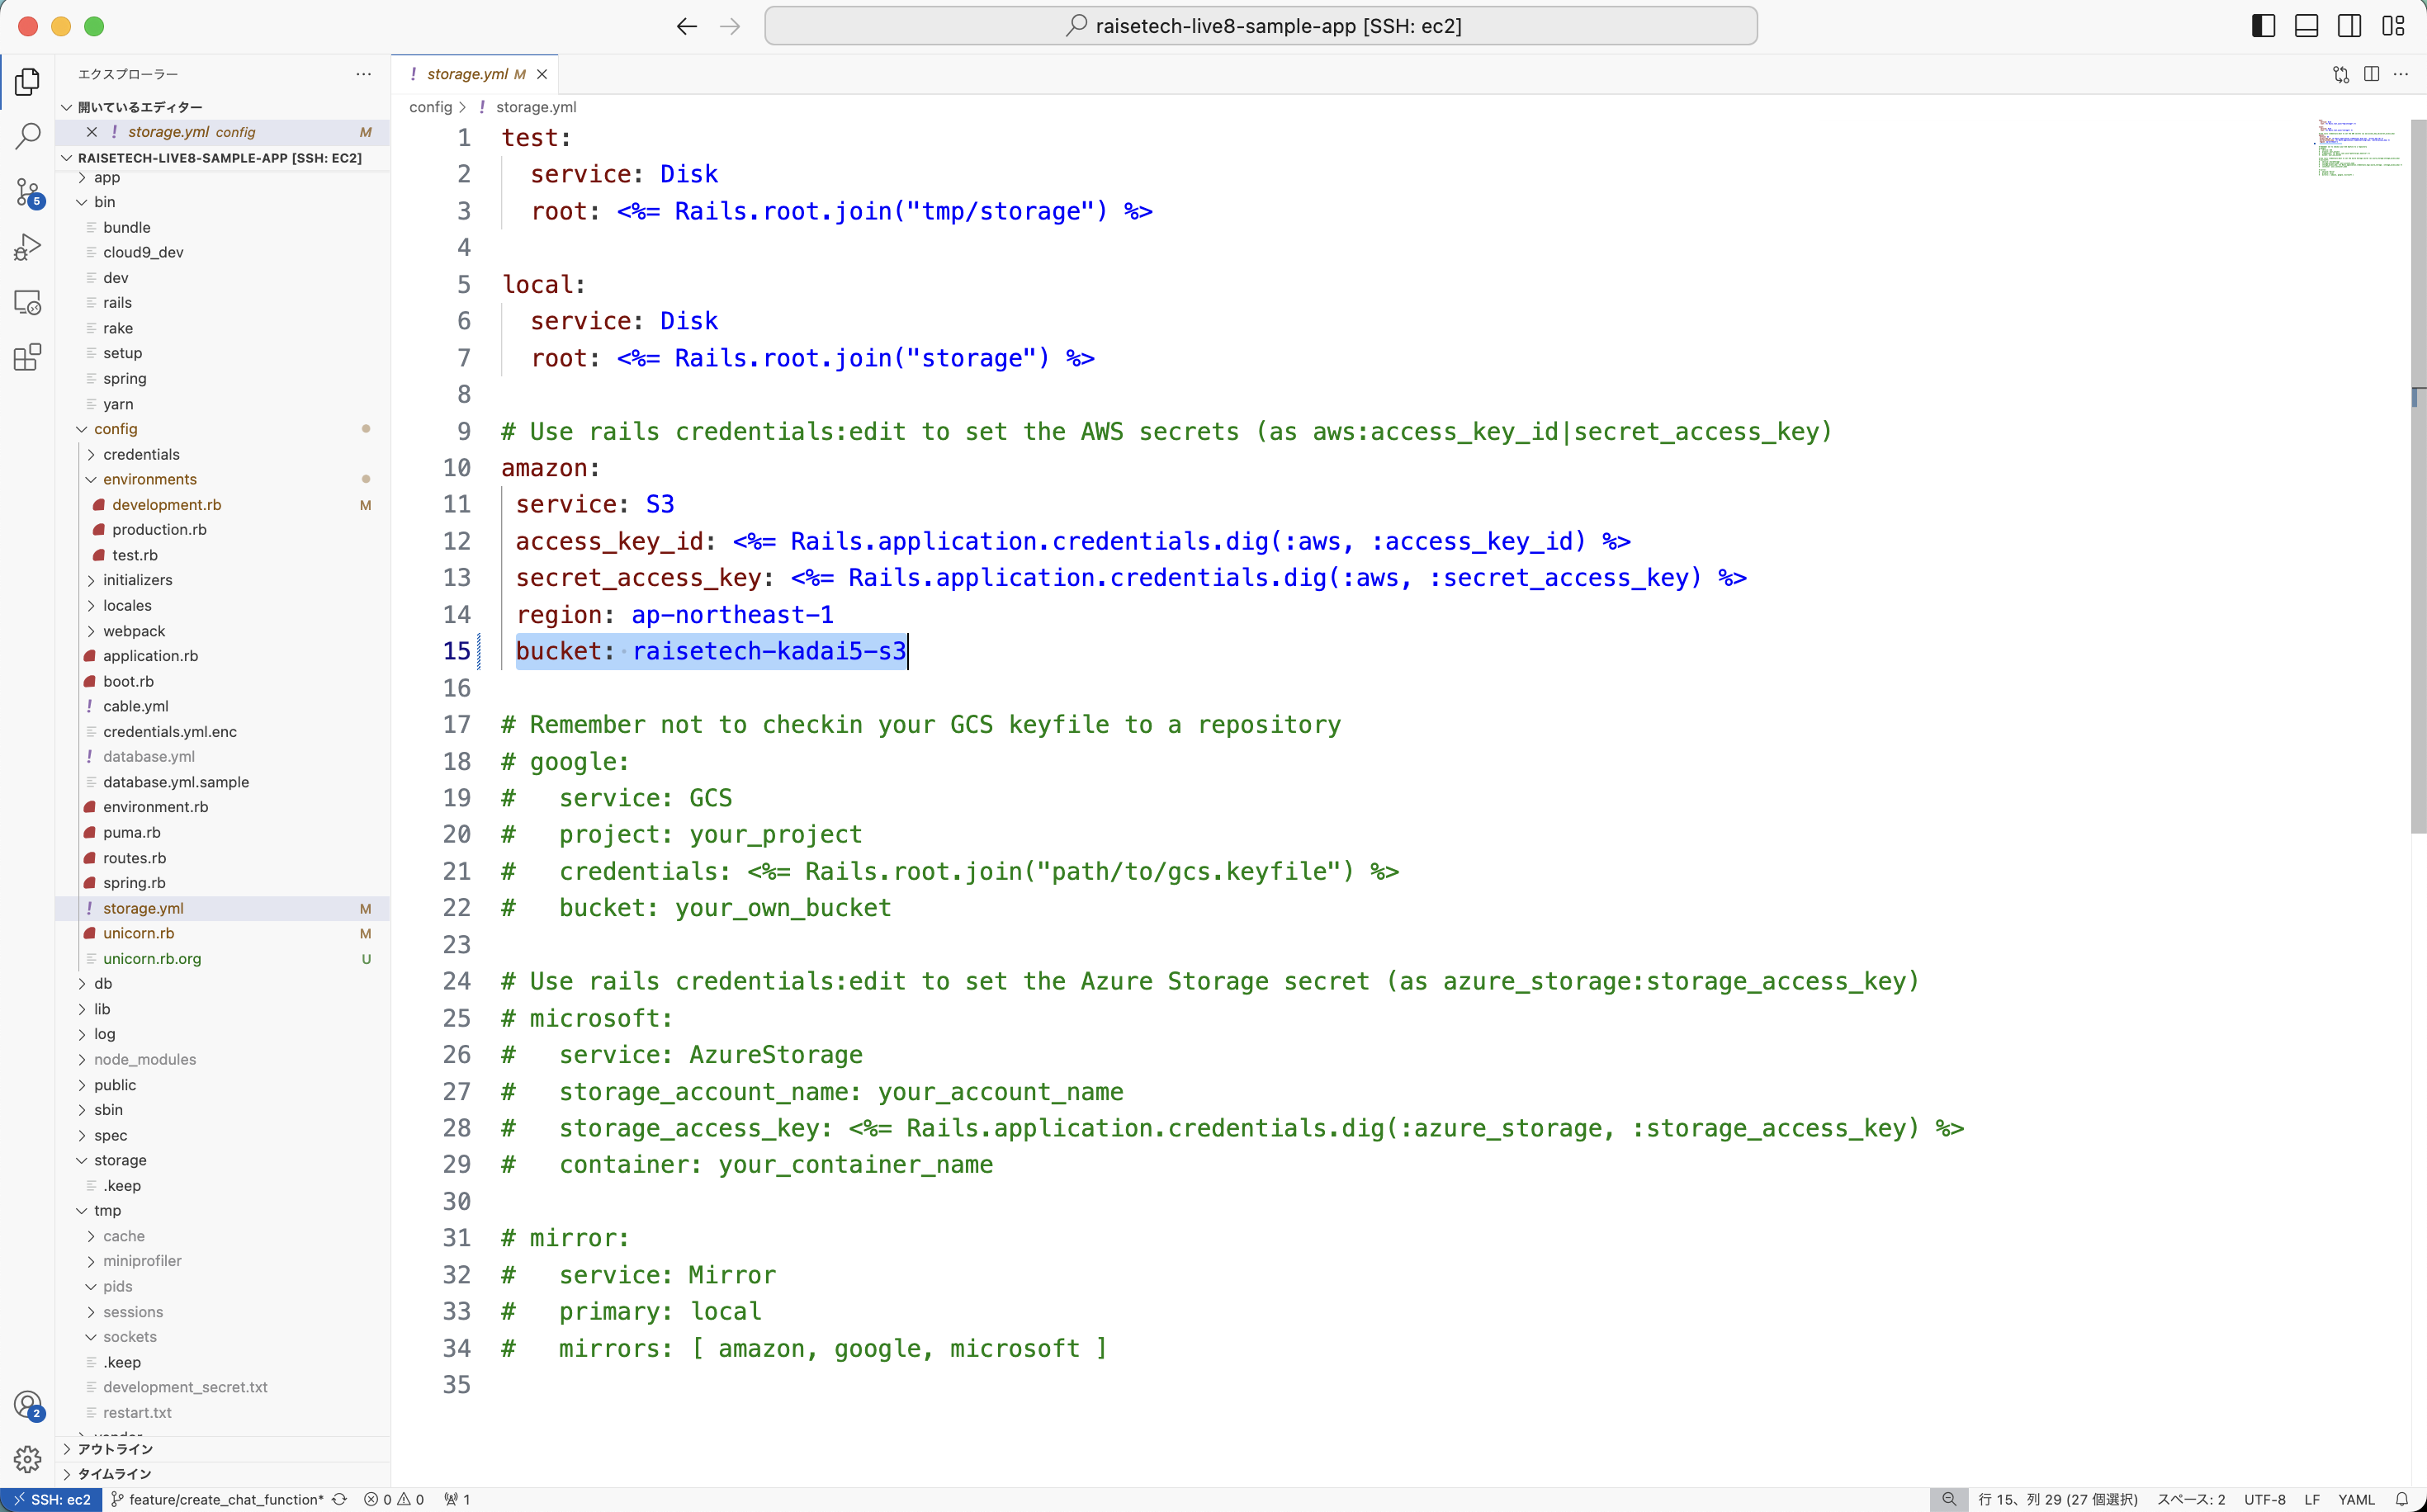 raisetech-live8-sample-app [SSH: ec2]
エクスプローラー
開いているエディター
storage.yml config M
RAISETECH-LIVE8-SAMPLE-APP [SSH: EC2]
app
bin
bundle
cloud9_dev
dev
rails
rake
setup
spring
yarn
config
credentials
environments
development.rb M
production.rb
test.rb
initializers
locales
webpack
application.rb
boot.rb
cable.yml
credentials.yml.enc
database.yml
database.yml.sample
environment.rb
puma.rb
routes.rb
spring.rb
storage.yml M
unicorn.rb M
unicorn.rb.org U
db
lib
log
node_modules
public
sbin
spec
storage
.keep
tmp
cache
miniprofiler
pids
sessions
sockets
.keep
development_secret.txt
restart.txt
アウトライン
タイムライン
5
2
! storage.yml M
config > ! storage.yml
1 test:
2 service: Disk
3 root: <%= Rails.root.join("tmp/storage") %>
4
5 local:
6 service: Disk
7 root: <%= Rails.root.join("storage") %>
8
9 # Use rails credentials:edit to set the AWS secrets (as aws:access_key_id|secret_access_key)
10 amazon:
11 service: S3
12 access_key_id: <%= Rails.application.credentials.dig(:aws, :access_key_id) %>
13 secret_access_key: <%= Rails.application.credentials.dig(:aws, :secret_access_key) %>
14 region: ap-northeast-1
15 bucket: raisetech-kadai5-s3
16
17 # Remember not to checkin your GCS keyfile to a repository
18 # google:
19 # service: GCS
20 # project: your_project
21 # credentials: <%= Rails.root.join("path/to/gcs.keyfile") %>
22 # bucket: your_own_bucket
23
24 # Use rails credentials:edit to set the Azure Storage secret (as azure_storage:storage_access_key)
25 # microsoft:
26 # service: AzureStorage
27 # storage_account_name: your_account_name
28 # storage_access_key: <%= Rails.application.credentials.dig(:azure_storage, :storage_access_key) %>
29 # container: your_container_name
30
31 # mirror:
32 # service: Mirror
33 # primary: local
34 # mirrors: [ amazon, google, microsoft ]
35
SSH: ec2 feature/create_chat_function* 0 0 1 行 15、列 29 (27 個選択) スペース: 2 UTF-8 LF YAML